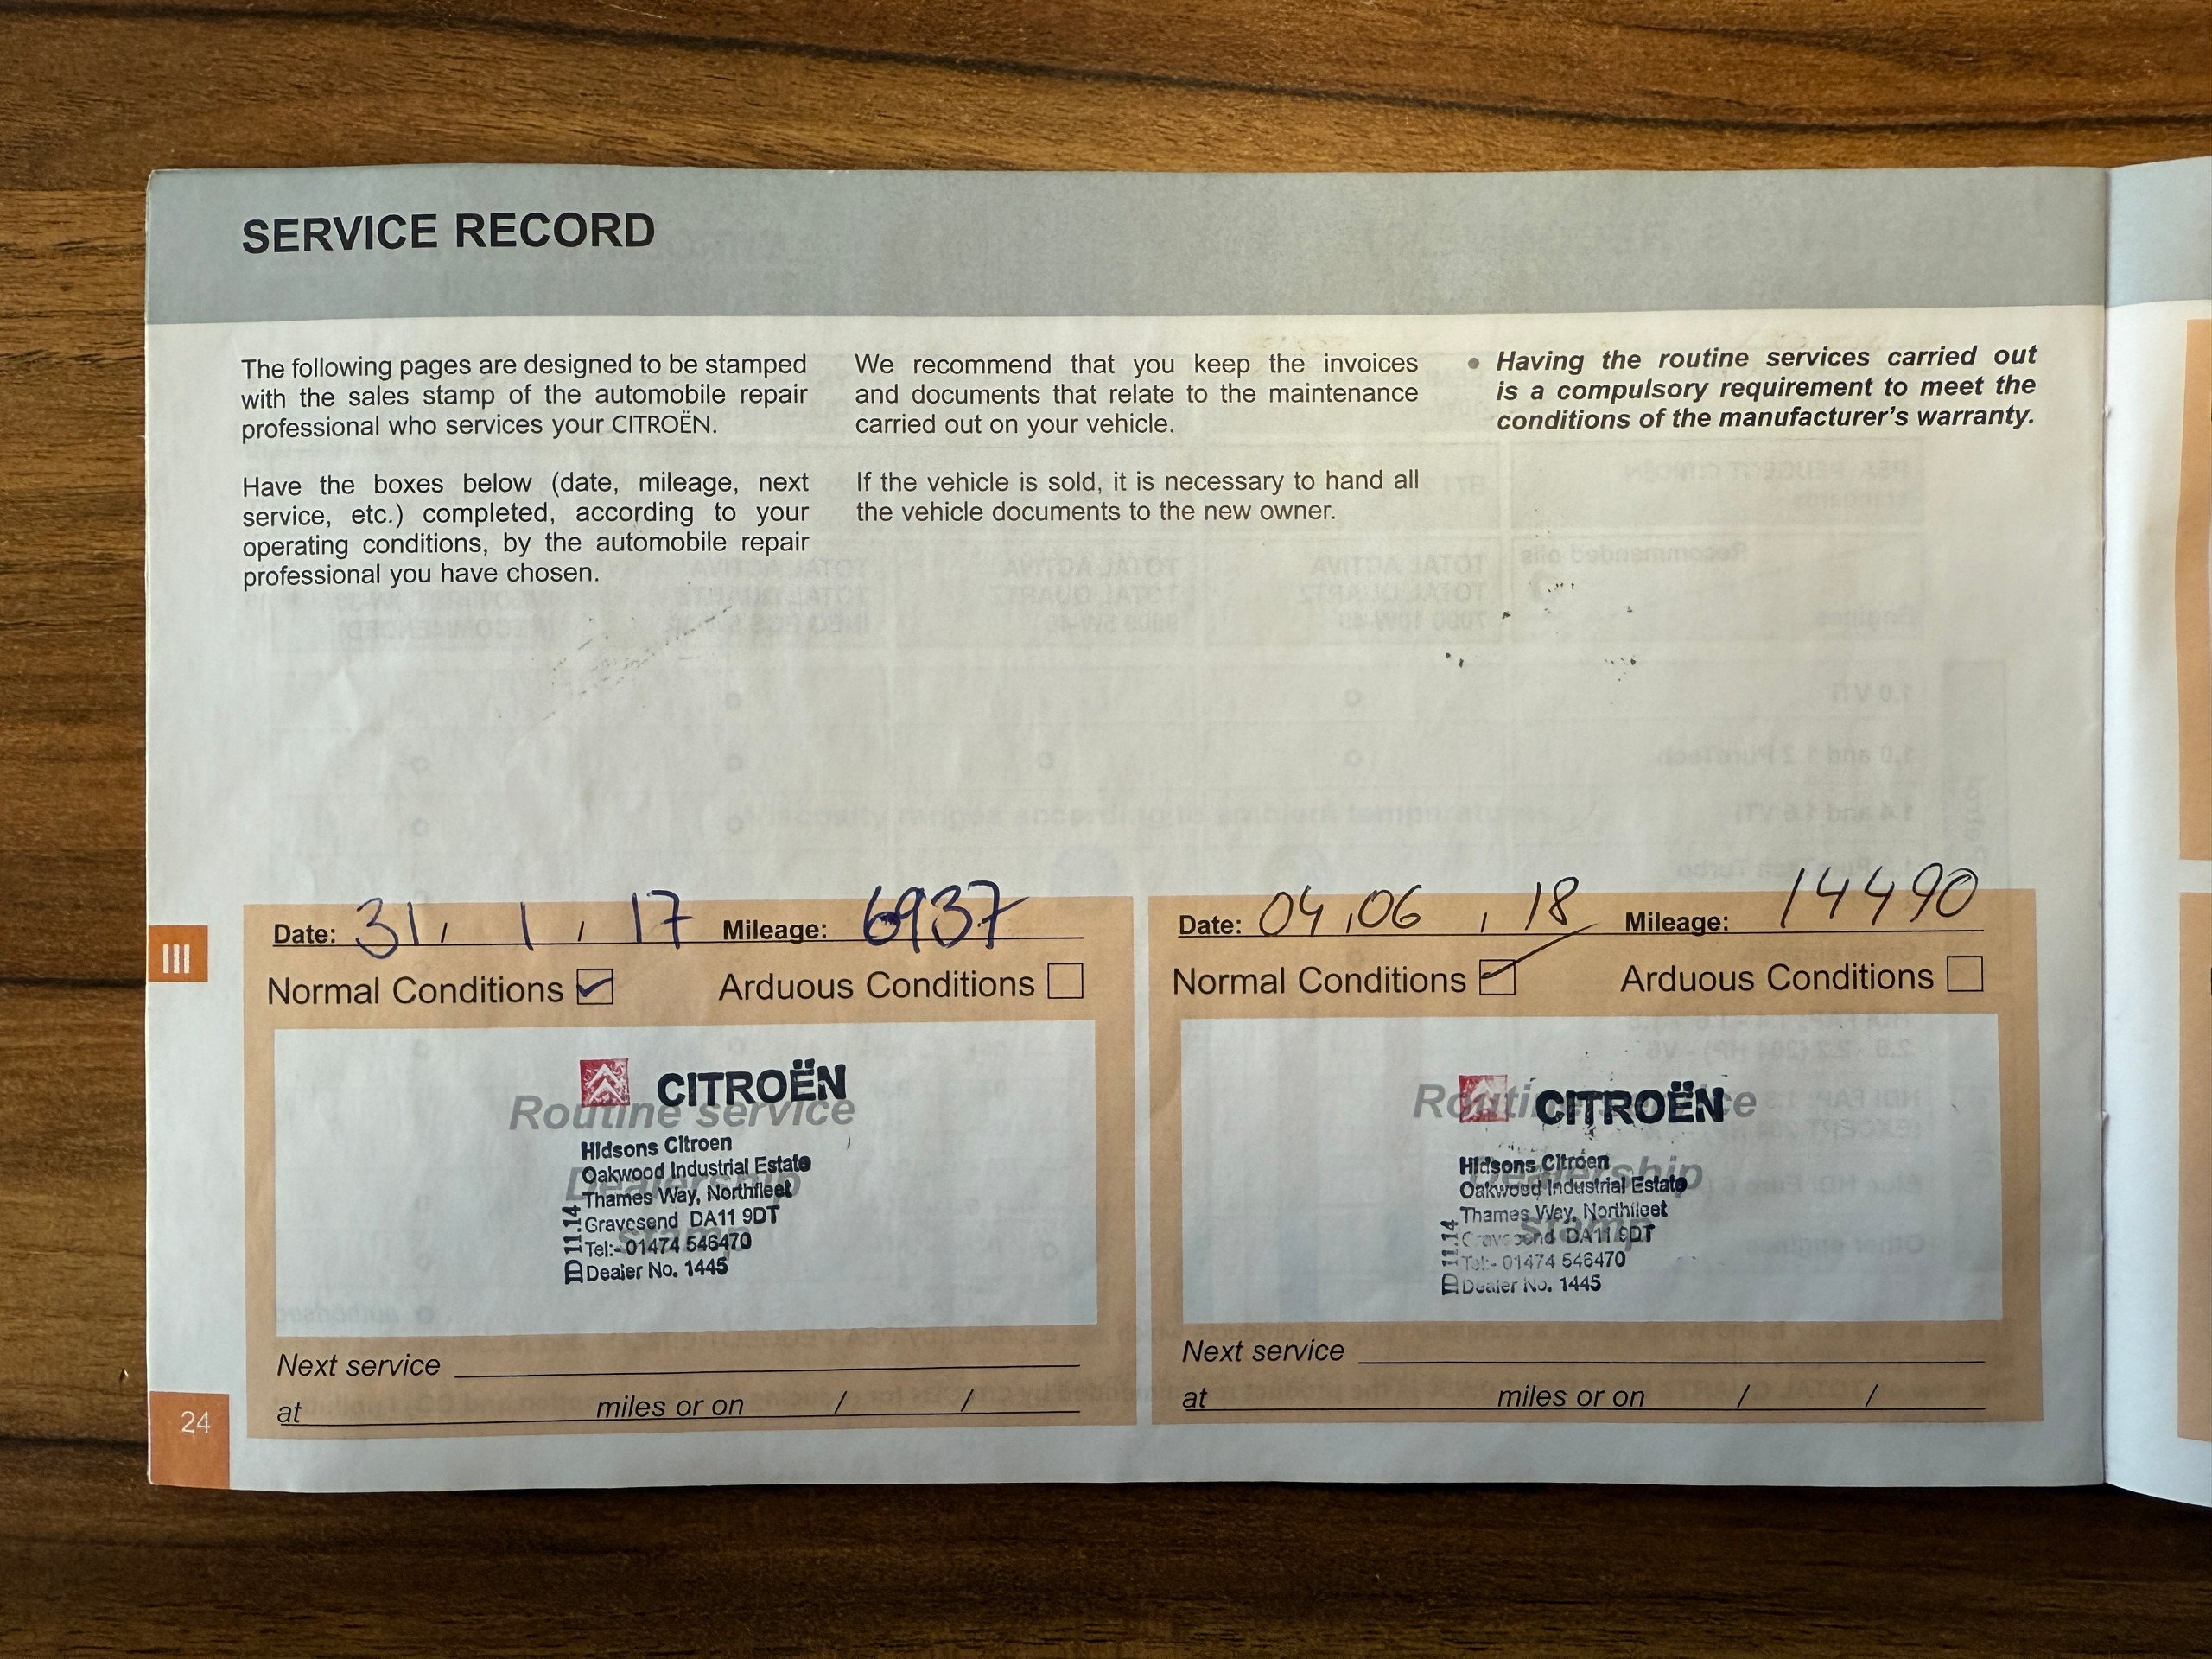 SERVICE RECORD
The following pages are designed to be stamped
with the sales stamp of the automobile repair
professional who services your CITROËN.
Have the boxes below (date, mileage, next
service, etc.) completed, according to your
operating conditions, by the automobile repair
professional you have chosen.
We recommend that you keep the invoices
and documents that relate to the maintenance
carried out on your vehicle.
If the vehicle is sold, it is necessary to hand all
the vehicle documents to the new owner.
• Having the routine services carried out
is a compulsory requirement to meet the
conditions of the manufacturer's warranty.
III
Date: 31 / 1 / 17 Mileage: 6937
Normal Conditions Arduous Conditions
CITROËN
Routine service
Hidsons Citroen
Oakwood Industrial Estate
Dealership
Thames Way, Northfleet
Gravesend DA11 9DT
stamp
Tel:- 01474 546470
Dealer No. 1445
D 11.14
Next service
at miles or on / /
Date: 04 / 06 / 18 Mileage: 14490
Normal Conditions Arduous Conditions
CITROËN
Routine service
Hidsons Citroen
Dealership
Oakwood Industrial Estate
Thames Way, Northfleet
stamp
Gravesend DA11 9DT
Tel:- 01474 546470
Dealer No. 1445
D 11.14
Next service
at miles or on / /
24